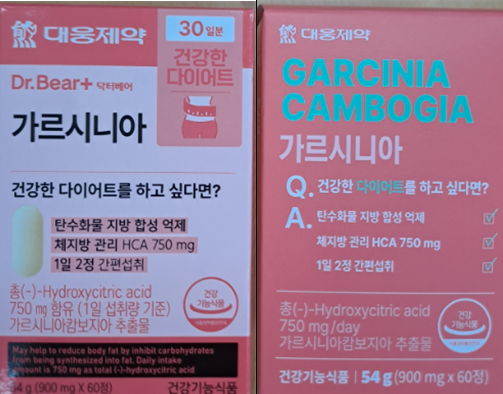 대웅제약
30일분
건강한
다이어트
Dr.Bear+ 닥터베어
가르시니아
건강한 다이어트를 하고 싶다면?
탄수화물 지방 합성 억제
체지방 관리 HCA 750 mg
1일 2정 간편섭취
총(-)-Hydroxycitric acid
750 mg 함유 (1일 섭취량 기준)
가르시니아캄보지아 추출물
건강
기능식품
May help to reduce body fat by inhibit carbohydrates
from being synthesized into fat. Daily intake
amount is 750 mg as total (-)-hydroxycitric acid
54 g (900 mg X 60정)
건강기능식품
대웅제약
GARCINIA
CAMBOGIA
가르시니아
Q. 건강한 다이어트를 하고 싶다면?
A. 탄수화물 지방 합성 억제
체지방 관리 HCA 750 mg
1일 2정 간편섭취
총(-)-Hydroxycitric acid
750 mg/day
가르시니아캄보지아 추출물
건강
기능식품
건강기능식품 | 54 g (900 mg X 60정)